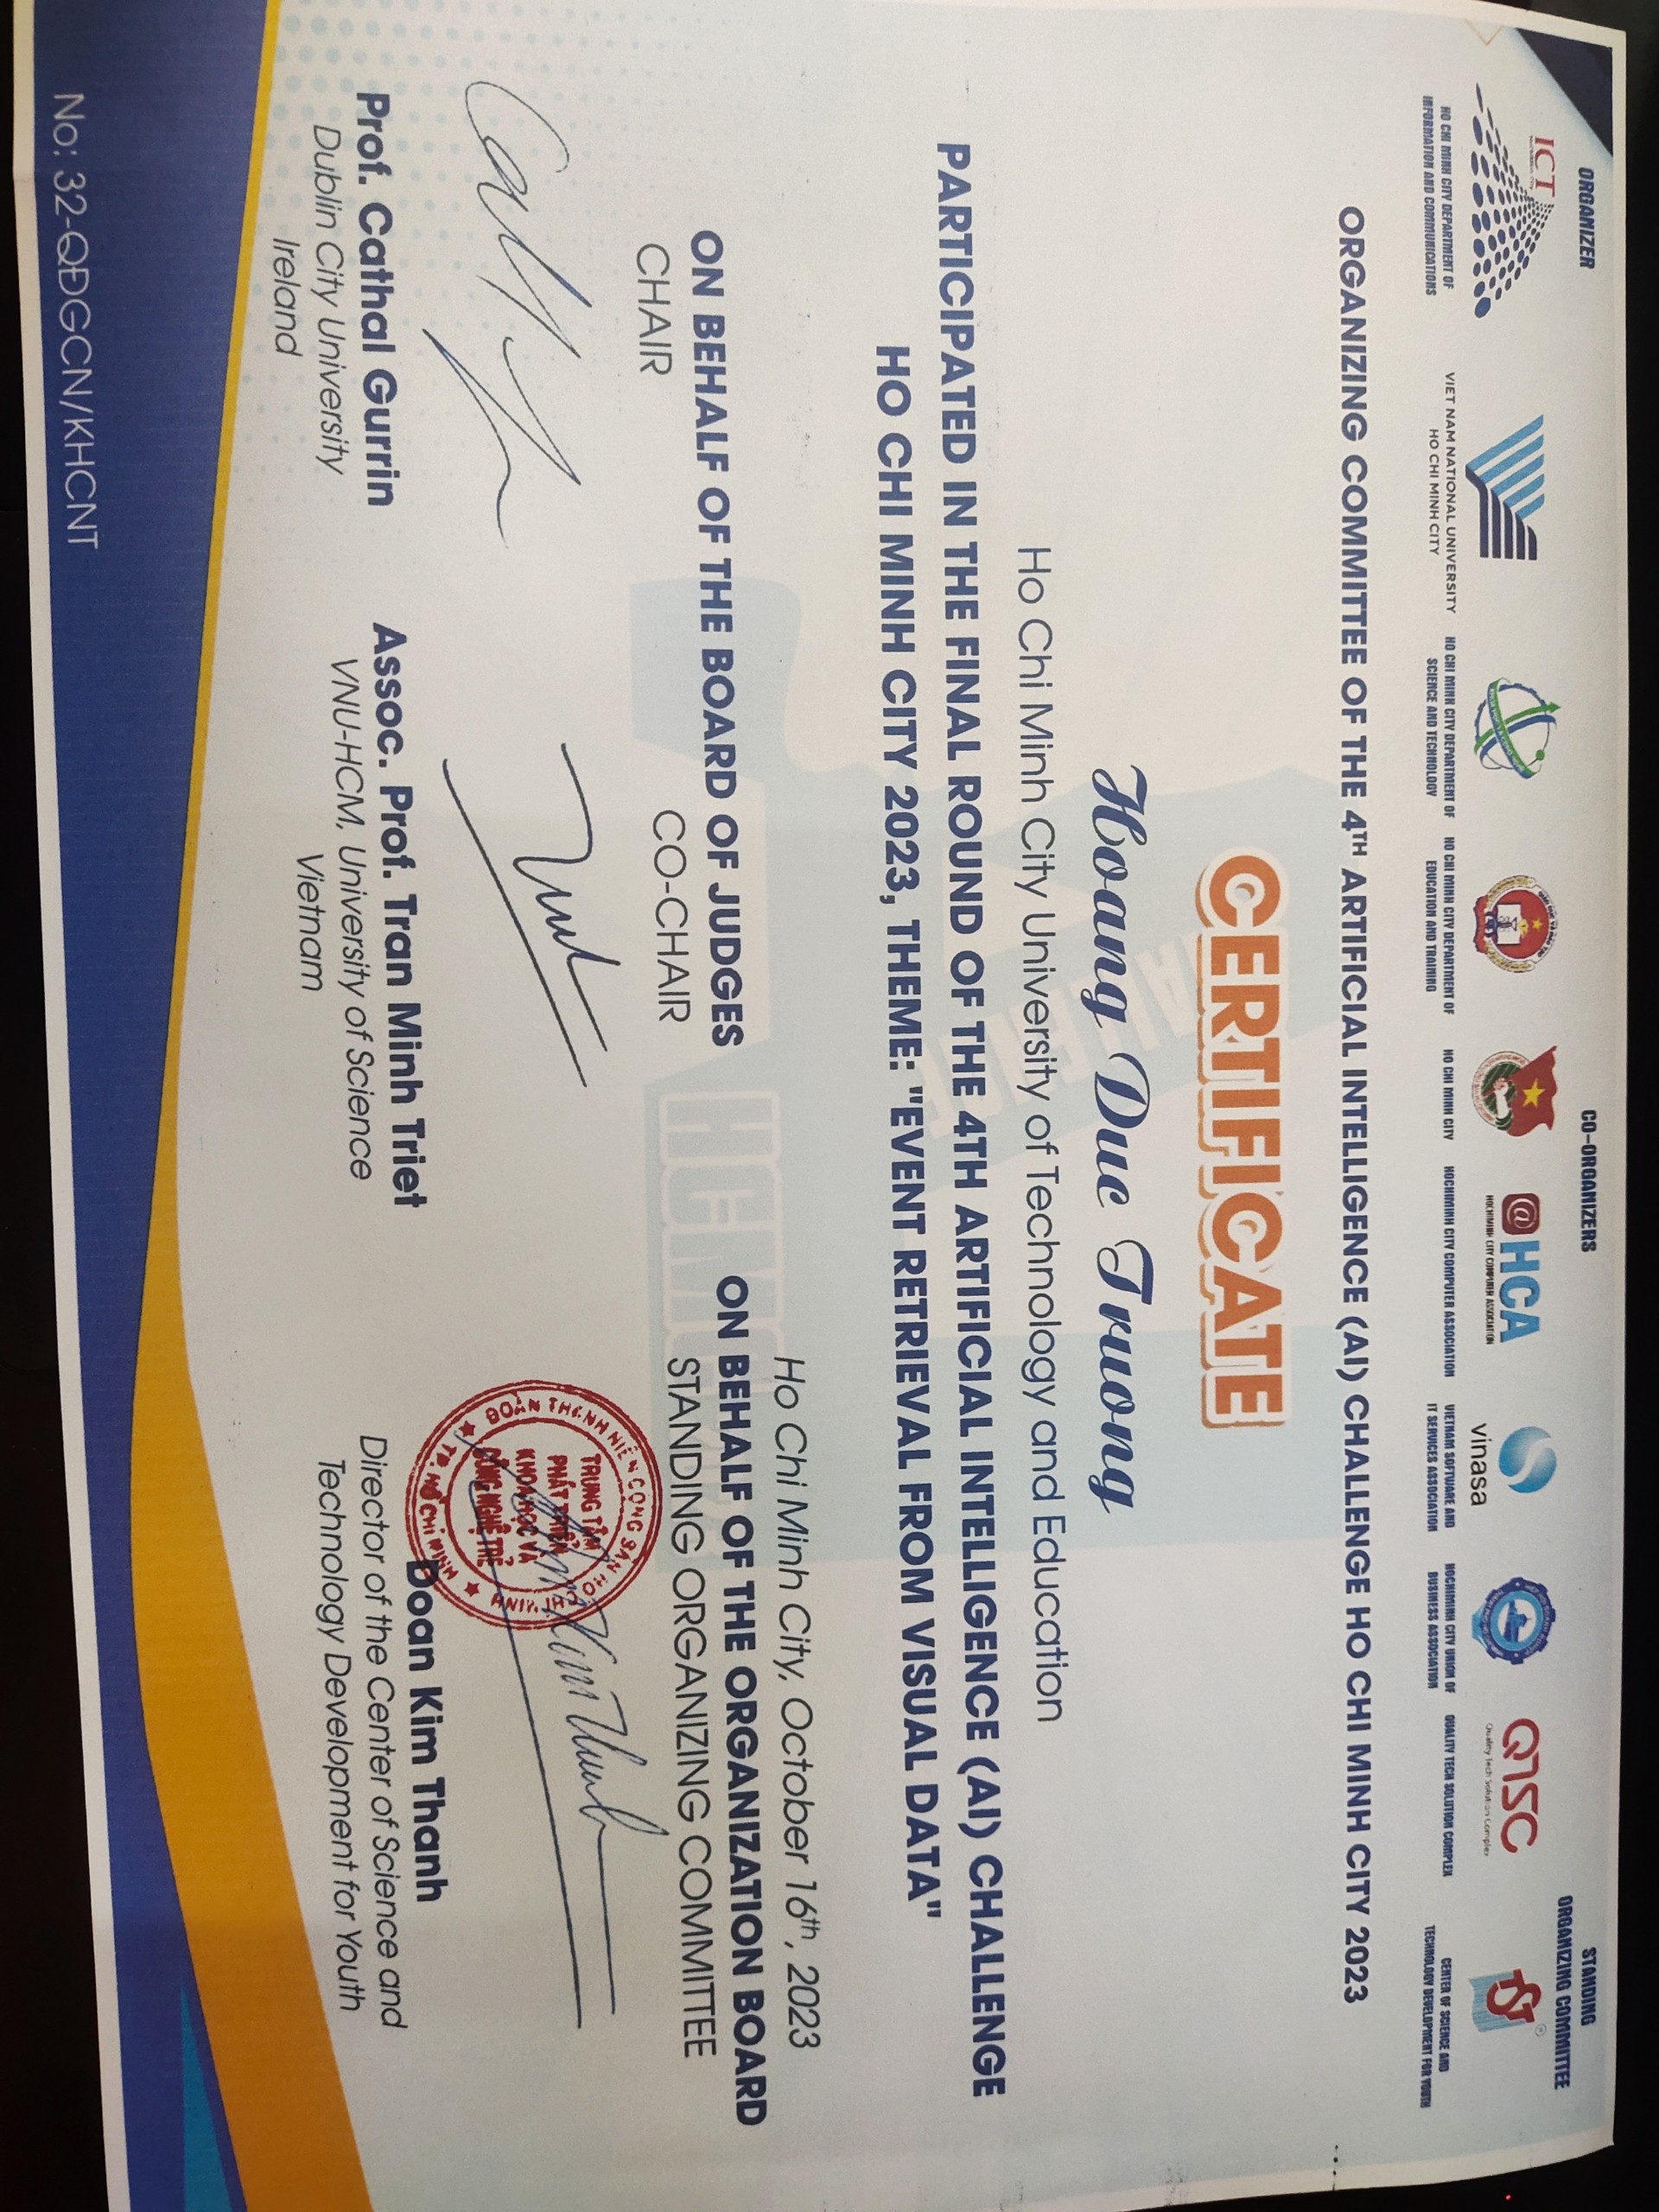 ORGANIZER
CO-ORGANIZERS
STANDING
ORGANIZING COMMITTEE
ICT
@HCA
HOCHIMINH CITY COMPUTER ASSOCIATION
vinasa
QTSC
Quality Tech Solution Complex
HO CHI MINH CITY DEPARTMENT OF
INFORMATION AND COMMUNICATIONS
VIET NAM NATIONAL UNIVERSITY
HO CHI MINH CITY
HO CHI MINH CITY DEPARTMENT OF
SCIENCE AND TECHNOLOGY
HO CHI MINH CITY DEPARTMENT OF
EDUCATION AND TRAINING
HO CHI MINH CITY
HOCHIMINH CITY COMPUTER ASSOCIATION
VIETNAM SOFTWARE AND
IT SERVICES ASSOCIATION
HOCHIMINH CITY UNION OF
BUSINESS ASSOCIATION
QUALITY TECH SOLUTION COMPLEX
CENTER OF SCIENCE AND
TECHNOLOGY DEVELOPMENT FOR YOUTH
ORGANIZING COMMITTEE OF THE 4TH ARTIFICIAL INTELLIGENCE (AI) CHALLENGE HO CHI MINH CITY 2023
CERTIFICATE
Hoang Duc Truong
Ho Chi Minh City University of Technology and Education
PARTICIPATED IN THE FINAL ROUND OF THE 4TH ARTIFICIAL INTELLIGENCE (AI) CHALLENGE
HO CHI MINH CITY 2023, THEME: "EVENT RETRIEVAL FROM VISUAL DATA"
Ho Chi Minh City, October 16th, 2023
ON BEHALF OF THE BOARD OF JUDGES
ON BEHALF OF THE ORGANIZATION BOARD
CHAIR
CO-CHAIR
STANDING ORGANIZING COMMITTEE
HCMC
ĐOÀN THANH NIÊN CỘNG SẢN HỒ CHÍ MINH
TRUNG TÂM
PHÁT TRIỂN
KHOA HỌC VÀ
CÔNG NGHỆ TRẺ
TP. HỒ CHÍ MINH
Prof. Cathal Gurrin
Dublin City University
Ireland
Assoc. Prof. Tran Minh Triet
VNU-HCM, University of Science
Vietnam
Doan Kim Thanh
Director of the Center of Science and
Technology Development for Youth
No: 32-QĐGCN/KHCNT